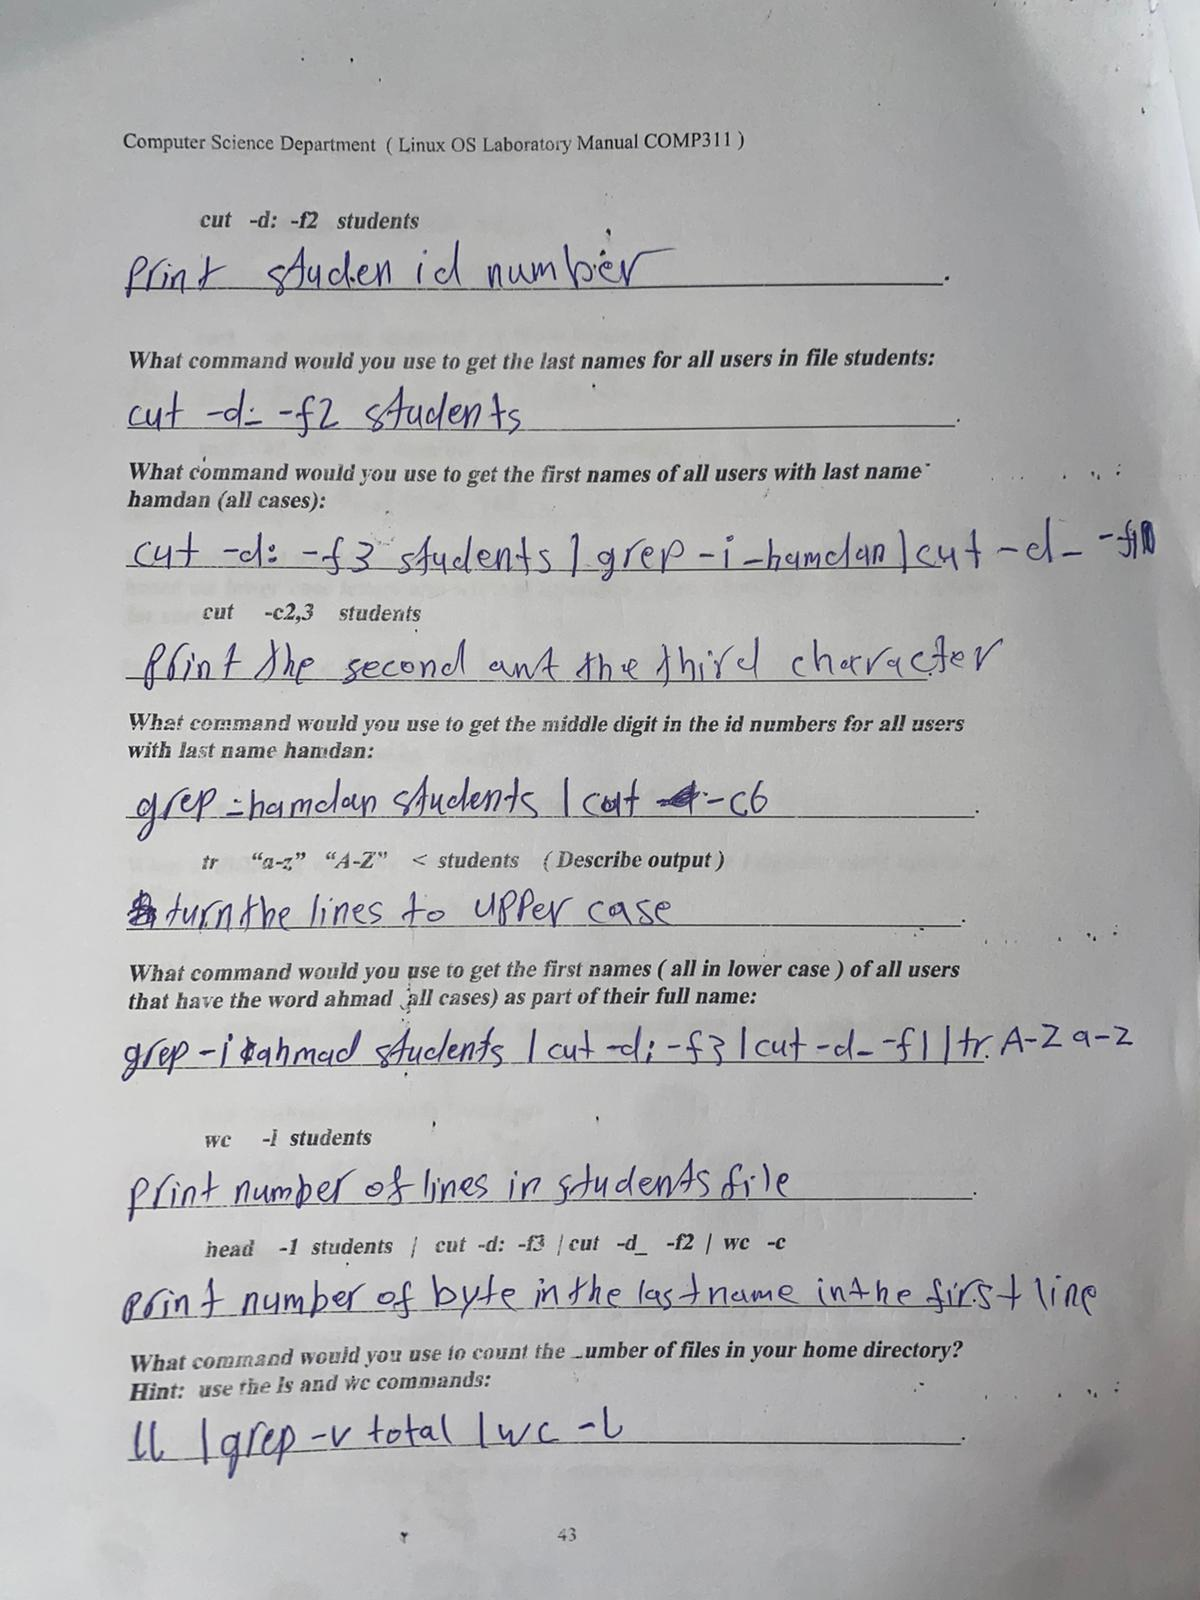 Computer Science Department ( Linux OS Laboratory Manual COMP311 )
cut -d: -f2 students
print studen id number
What command would you use to get the last names for all users in file students:
cut -d_ -f2 students
What command would you use to get the first names of all users with last name
hamdan (all cases):
cut -d: -f3 students | grep -i _hamdan | cut -d_ -f1
cut -c2,3 students
print the second ant the third character
What command would you use to get the middle digit in the id numbers for all users
with last name hamdan:
grep _hamdan students | cut -c6
tr "a-z" "A-Z" < students ( Describe output )
turn the lines to upper case
What command would you use to get the first names ( all in lower case ) of all users
that have the word ahmad all cases) as part of their full name:
grep -i ahmad students | cut -d: -f3 | cut -d_ -f1 | tr A-Z a-z
wc -l students
print number of lines in students file
head -1 students | cut -d: -f3 | cut -d_ -f2 | wc -c
print number of byte in the last name in the first line
What command would you use to count the _umber of files in your home directory?
Hint: use the ls and wc commands:
ll | grep -v total | wc -l
43